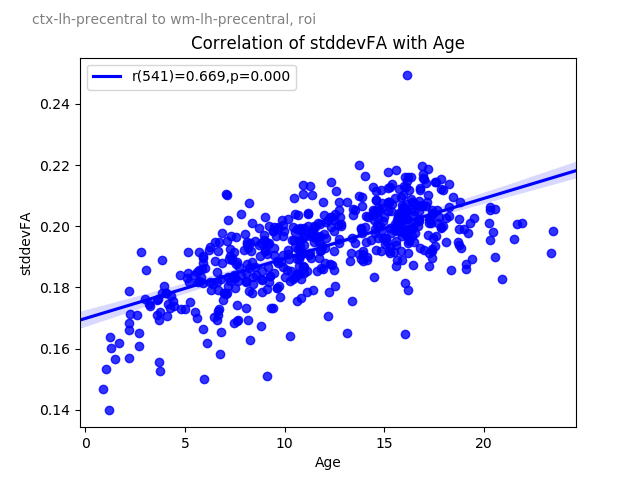 ctx-lh-precentral to wm-lh-precentral, roi
Correlation of stddevFA with Age
r(541)=0.669,p=0.000
0.24
0.22
0.20
0.18
0.16
0.14
stddevFA
0 5 10 15 20
Age